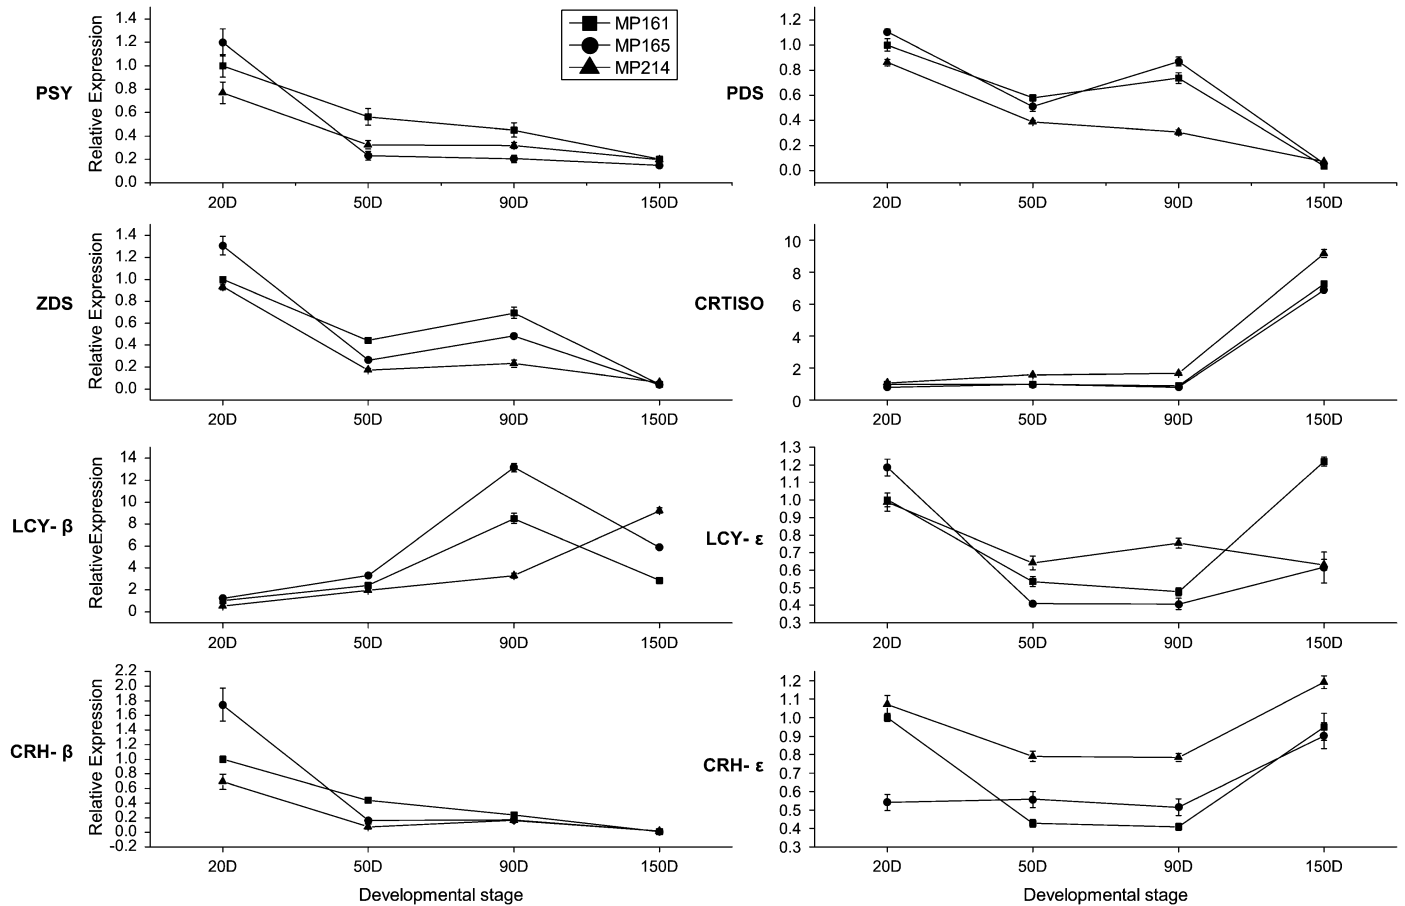 PSY
Relative Expression
1.4
1.2
1.0
0.8
0.6
0.4
0.2
0.0
20D 50D 90D 150D
MP161
MP165
MP214
PDS
1.2
1.0
0.8
0.6
0.4
0.2
0.0
20D 50D 90D 150D
ZDS
Relative Expression
1.4
1.2
1.0
0.8
0.6
0.4
0.2
0.0
20D 50D 90D 150D
CRTISO
10
8
6
4
2
0
20D 50D 90D 150D
LCY- β
RelativeExpression
14
12
10
8
6
4
2
0
20D 50D 90D 150D
LCY- ε
1.3
1.2
1.1
1.0
0.9
0.8
0.7
0.6
0.5
0.4
0.3
20D 50D 90D 150D
CRH- β
Relative Expression
2.2
2.0
1.8
1.6
1.4
1.2
1.0
0.8
0.6
0.4
0.2
0.0
-0.2
20D 50D 90D 150D
Developmental stage
CRH- ε
1.2
1.1
1.0
0.9
0.8
0.7
0.6
0.5
0.4
0.3
20D 50D 90D 150D
Developmental stage